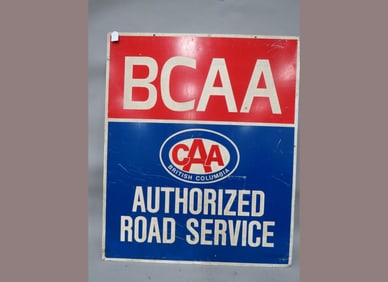 BCAA
CAA
BRITISH COLUMBIA
AUTHORIZED
ROAD SERVICE